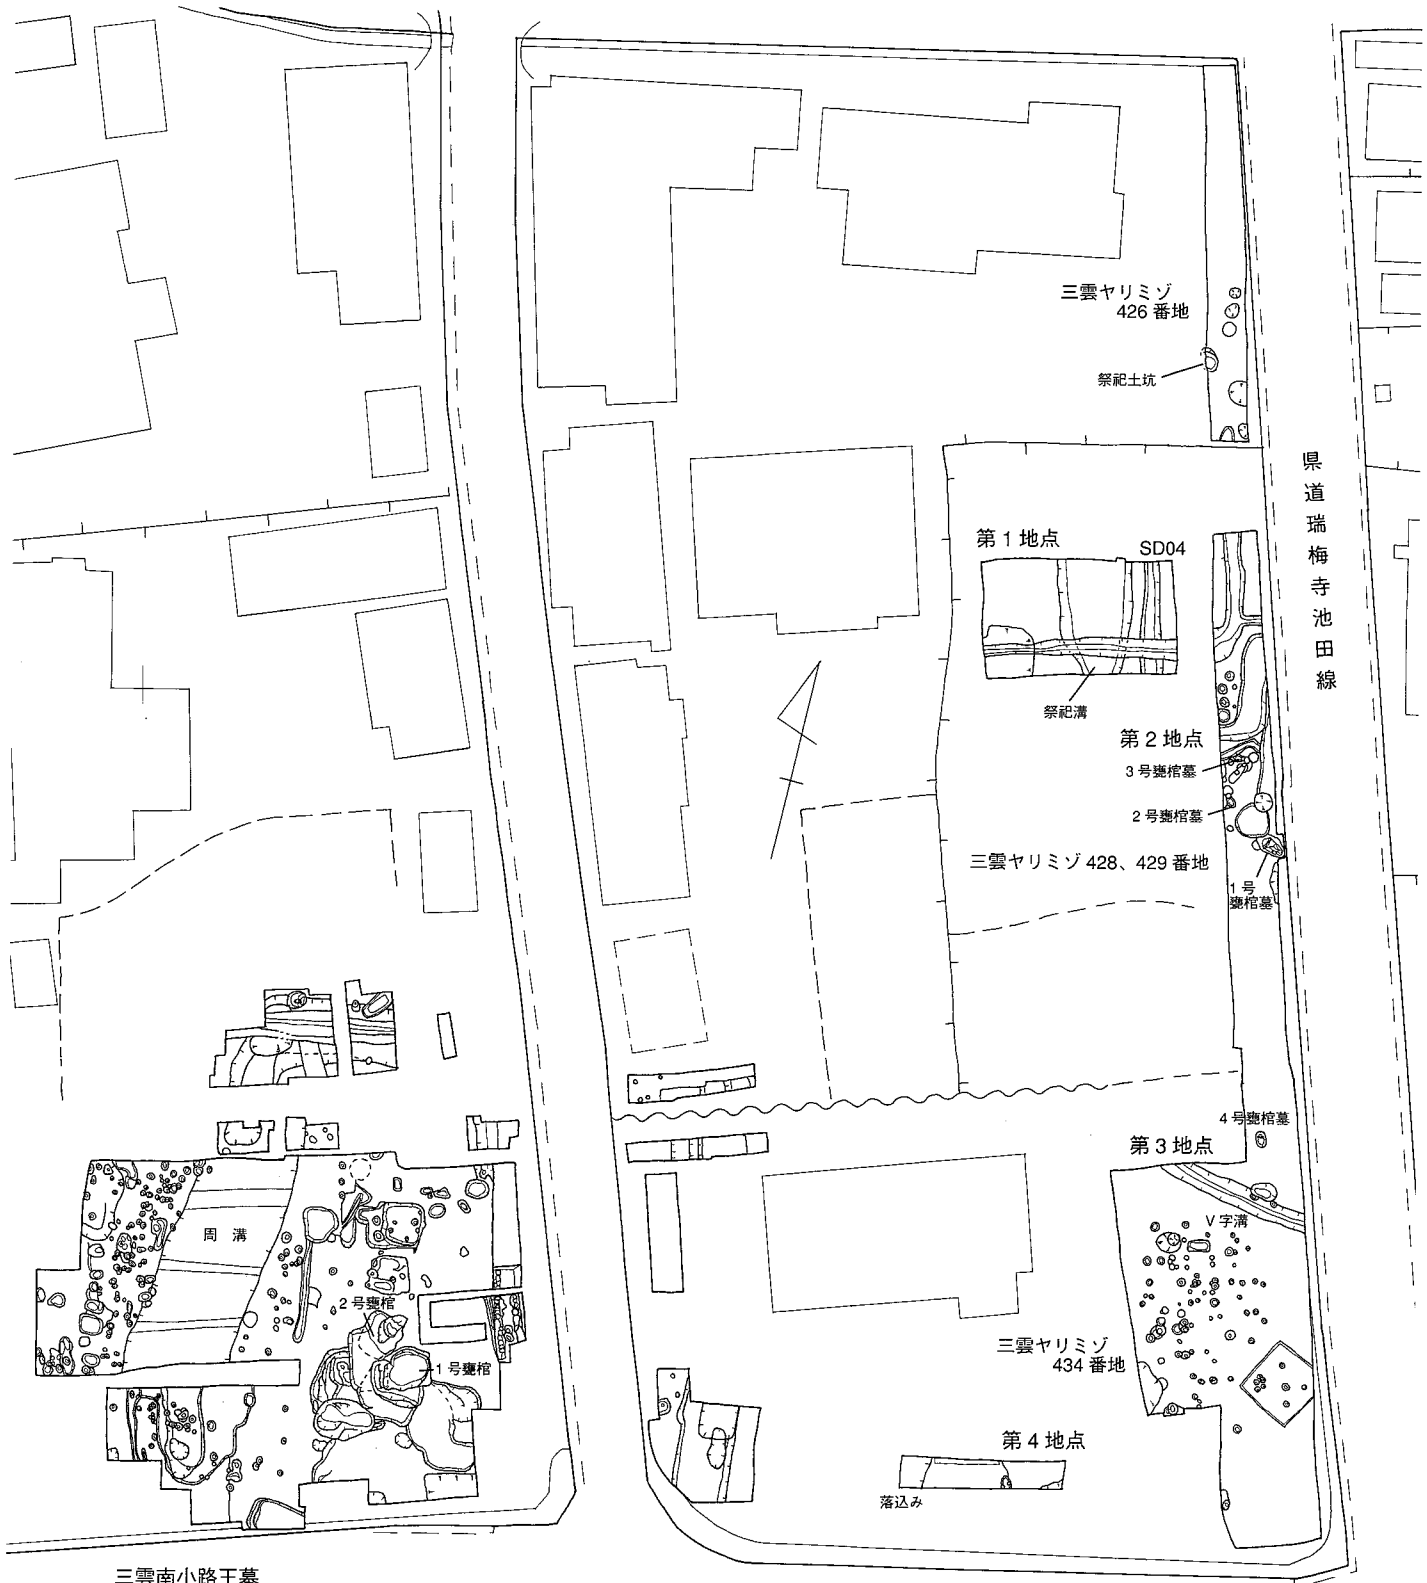 三雲ヤリミゾ
426 番地
祭祀土坑
県道瑞梅寺池田線
第 1 地点
SD04
祭祀溝
第 2 地点
3 号甕棺墓
2 号甕棺墓
三雲ヤリミゾ 428、429 番地
1 号
甕棺墓
4 号甕棺墓
第 3 地点
V 字溝
周 溝
2 号甕棺
1 号甕棺
三雲ヤリミゾ
434 番地
第 4 地点
落込み
三雲南小路王墓